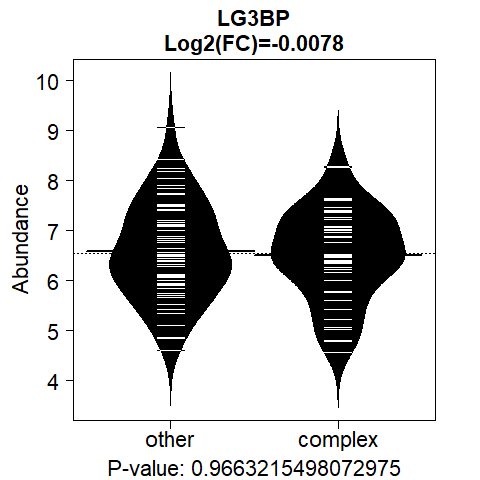 LG3BP
Log2(FC)=-0.0078
Abundance
10
9
8
7
6
5
4
other complex
P-value: 0.9663215498072975